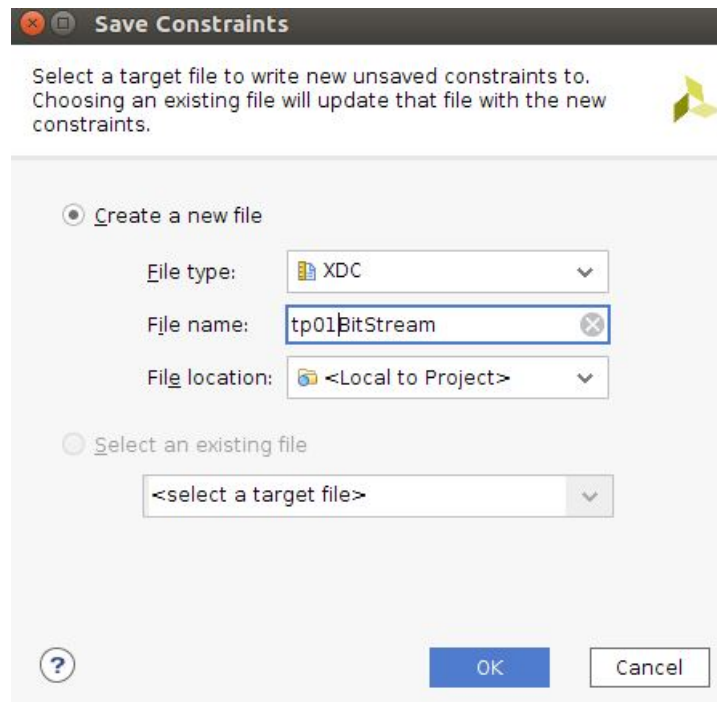 Save Constraints
Select a target file to write new unsaved constraints to.
Choosing an existing file will update that file with the new
constraints.
Create a new file
File type: XDC
File name: tp01BitStream
File location: <Local to Project>
Select an existing file
<select a target file>
? OK Cancel